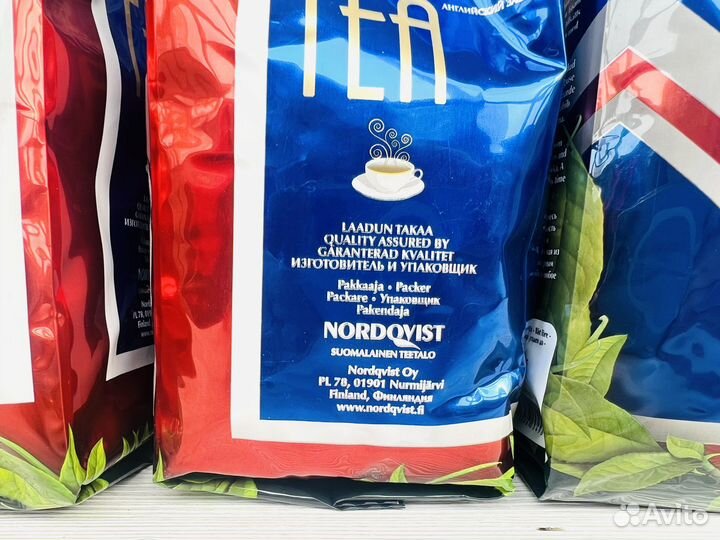 TEA
АНГЛИЙСКИЙ
LAADUN TAKAA
QUALITY ASSURED BY
GARANTERAD KVALITET
ИЗГОТОВИТЕЛЬ И УПАКОВЩИК
Pakkaaja • Packer
Packare • Упаковщик
Pakendaja
NORDQVIST
SUOMALAINEN TEETALO
Nordqvist Oy
PL 78, 01901 Nurmijärvi
Finland, Финляндия
www.nordqvist.fi
Avito